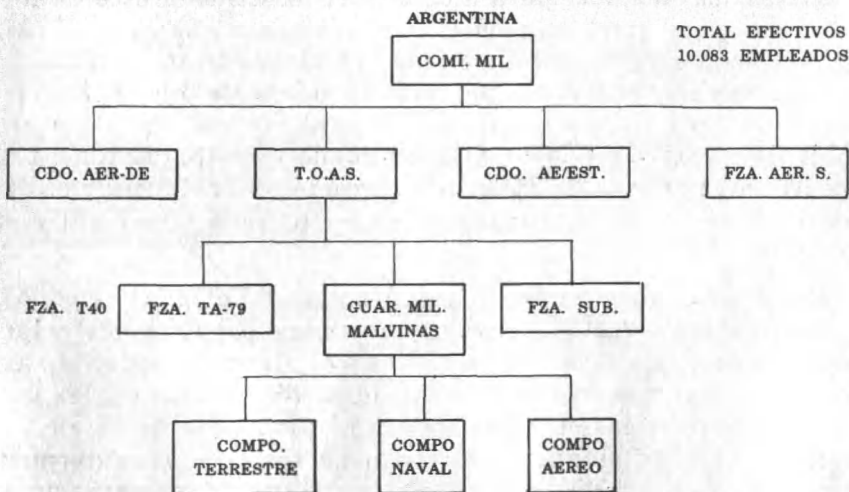 ARGENTINA
TOTAL EFECTIVOS
10.083 EMPLEADOS
COMI. MIL
CDO. AER-DE
T.O.A.S.
CDO. AE/EST.
FZA. AER. S.
FZA. T40
FZA. TA-79
GUAR. MIL.
MALVINAS
FZA. SUB.
COMPO.
TERRESTRE
COMPO
NAVAL
COMPO
AEREO